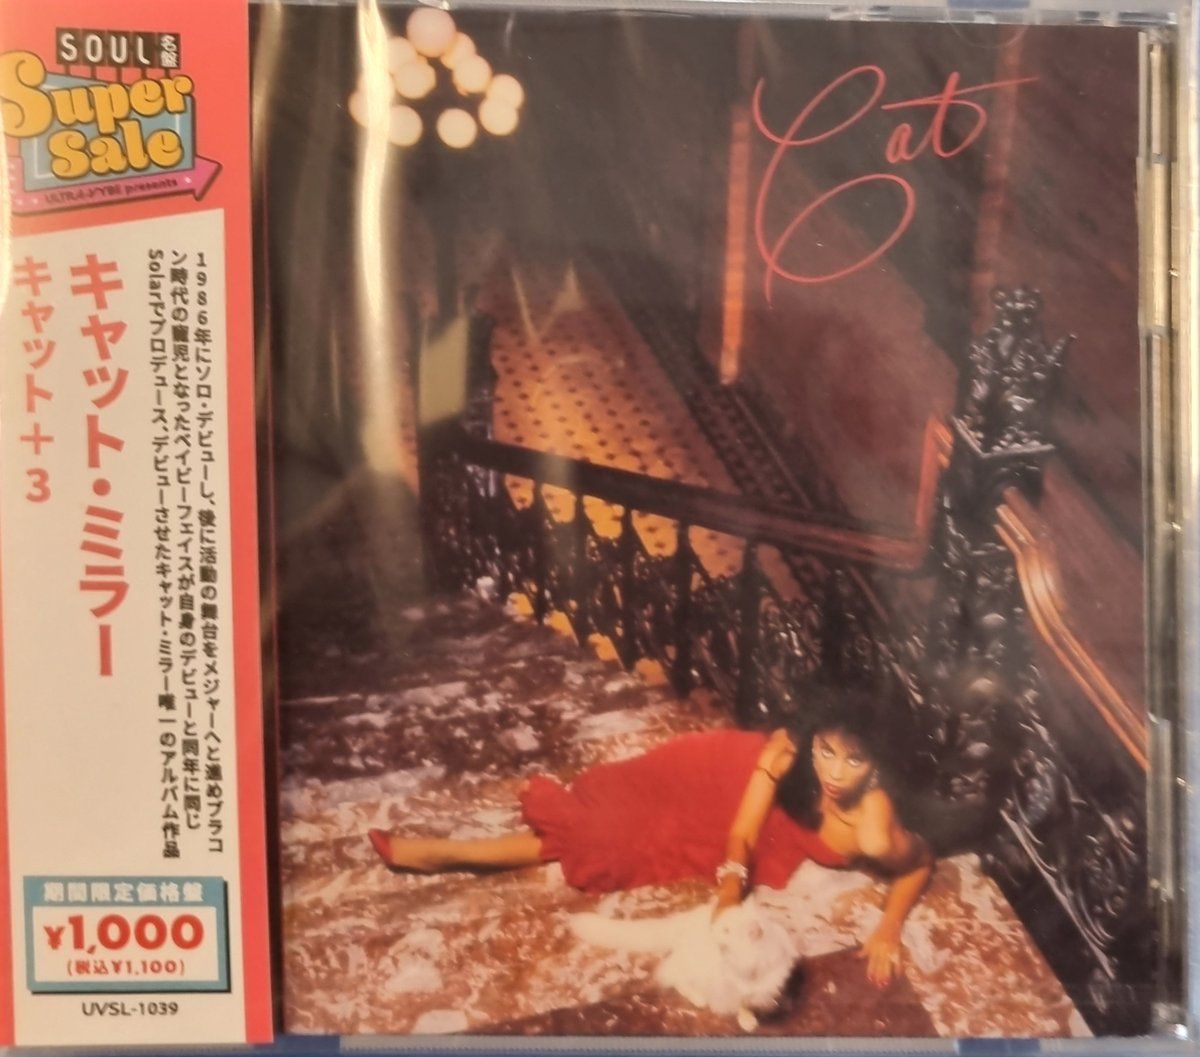 SOUL名盤
Super
Sale
ULTRA-VYBE presents
キャット・ミラー
キャット+3
1986年にソロ・デビューし、後に活動の舞台をメジャーへと進めブラコ
ン時代の寵児となったベイビーフェイスが自身のデビューと同年に同じ
Solarでプロデュース、デビューさせたキャット・ミラー唯一のアルバム作品
期間限定価格盤
¥1,000
(税込¥1,100)
UVSL-1039
Cat